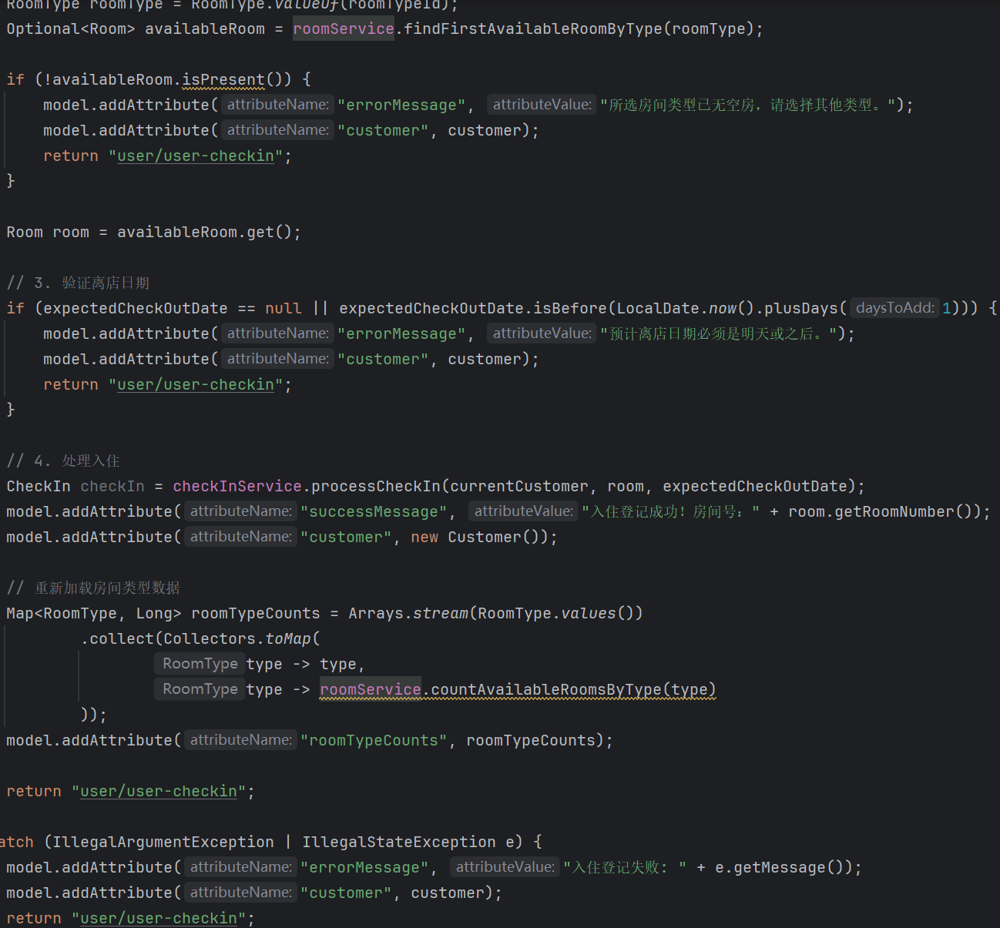 RoomType roomType = RoomType.valueOf(roomTypeId);
Optional<Room> availableRoom = roomService.findFirstAvailableRoomByType(roomType);
if (!availableRoom.isPresent()) {
model.addAttribute( attributeName: "errorMessage", attributeValue: "所选房间类型已无空房，请选择其他类型。");
model.addAttribute( attributeName: "customer", customer);
return "user/user-checkin";
}
Room room = availableRoom.get();
// 3. 验证离店日期
if (expectedCheckOutDate == null || expectedCheckOutDate.isBefore(LocalDate.now().plusDays( daysToAdd: 1))) {
model.addAttribute( attributeName: "errorMessage", attributeValue: "预计离店日期必须是明天或之后。");
model.addAttribute( attributeName: "customer", customer);
return "user/user-checkin";
}
// 4. 处理入住
CheckIn checkIn = checkInService.processCheckIn(currentCustomer, room, expectedCheckOutDate);
model.addAttribute( attributeName: "successMessage", attributeValue: "入住登记成功！房间号：" + room.getRoomNumber());
model.addAttribute( attributeName: "customer", new Customer());
// 重新加载房间类型数据
Map<RoomType, Long> roomTypeCounts = Arrays.stream(RoomType.values())
.collect(Collectors.toMap(
RoomType type -> type,
RoomType type -> roomService.countAvailableRoomsByType(type)
));
model.addAttribute( attributeName: "roomTypeCounts", roomTypeCounts);
return "user/user-checkin";
atch (IllegalArgumentException | IllegalStateException e) {
model.addAttribute( attributeName: "errorMessage", attributeValue: "入住登记失败: " + e.getMessage());
model.addAttribute( attributeName: "customer", customer);
return "user/user-checkin";